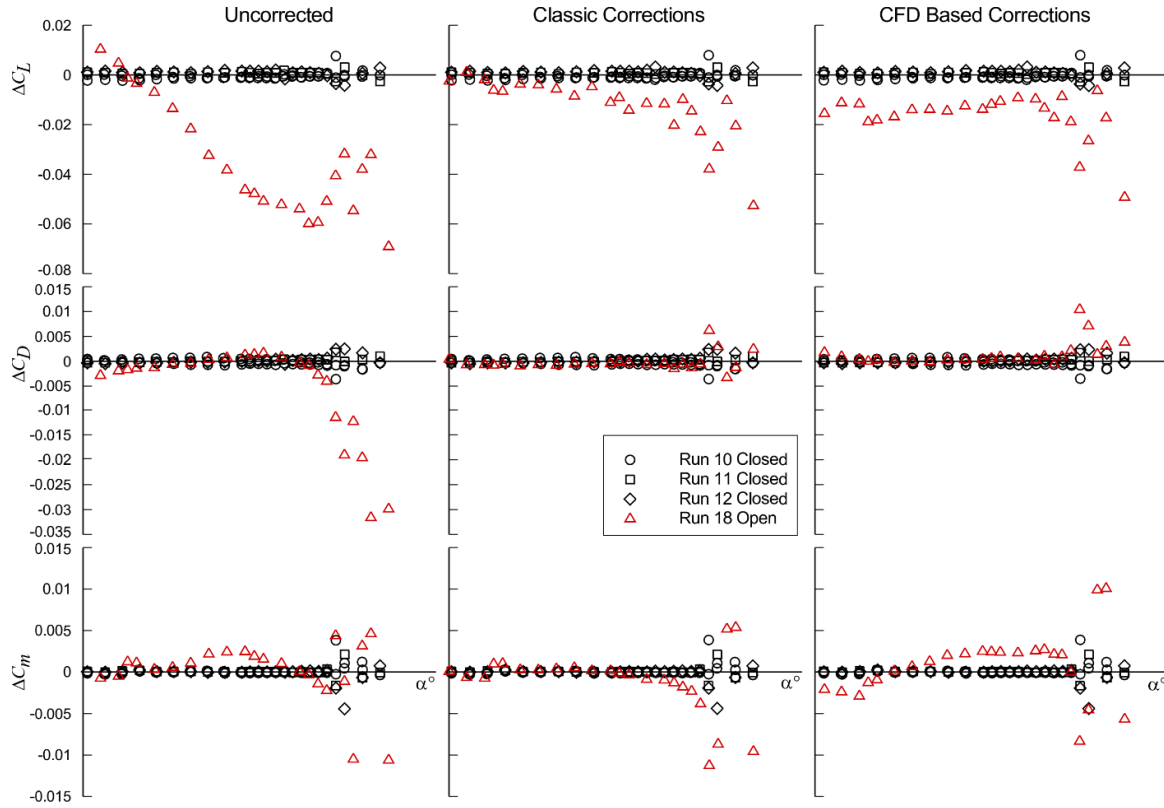 Uncorrected
Classic Corrections
CFD Based Corrections
ΔC_L
0.02
0
-0.02
-0.04
-0.06
-0.08
ΔC_D
0.015
0.01
0.005
0
-0.005
-0.01
-0.015
-0.02
-0.025
-0.03
-0.035
Run 10 Closed
Run 11 Closed
Run 12 Closed
Run 18 Open
ΔC_m
0.015
0.01
0.005
0
-0.005
-0.01
-0.015
α°
α°
α°